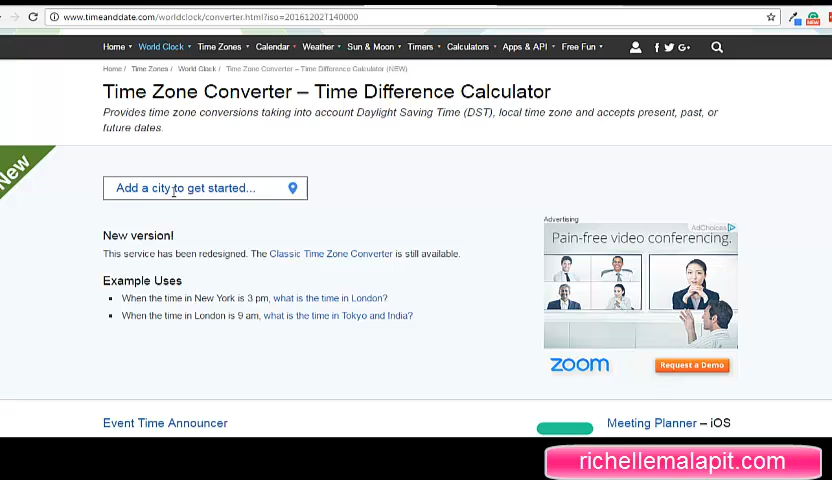 www.timeanddate.com/worldclock/converter.html?iso=20161202T140000
Home World Clock Time Zones Calendar Weather Sun & Moon Timers Calculators Apps & API Free Fun
Home / Time Zones / World Clock / Time Zone Converter – Time Difference Calculator (NEW)
Time Zone Converter – Time Difference Calculator
Provides time zone conversions taking into account Daylight Saving Time (DST), local time zone and accepts present, past, or
future dates.
New
Add a city to get started...
New version!
This service has been redesigned. The Classic Time Zone Converter is still available.
Example Uses
When the time in New York is 3 pm, what is the time in London?
When the time in London is 9 am, what is the time in Tokyo and India?
Advertising
AdChoices
Pain-free video conferencing.
zoom
Request a Demo
Event Time Announcer
Meeting Planner – iOS
richellemalapit.com